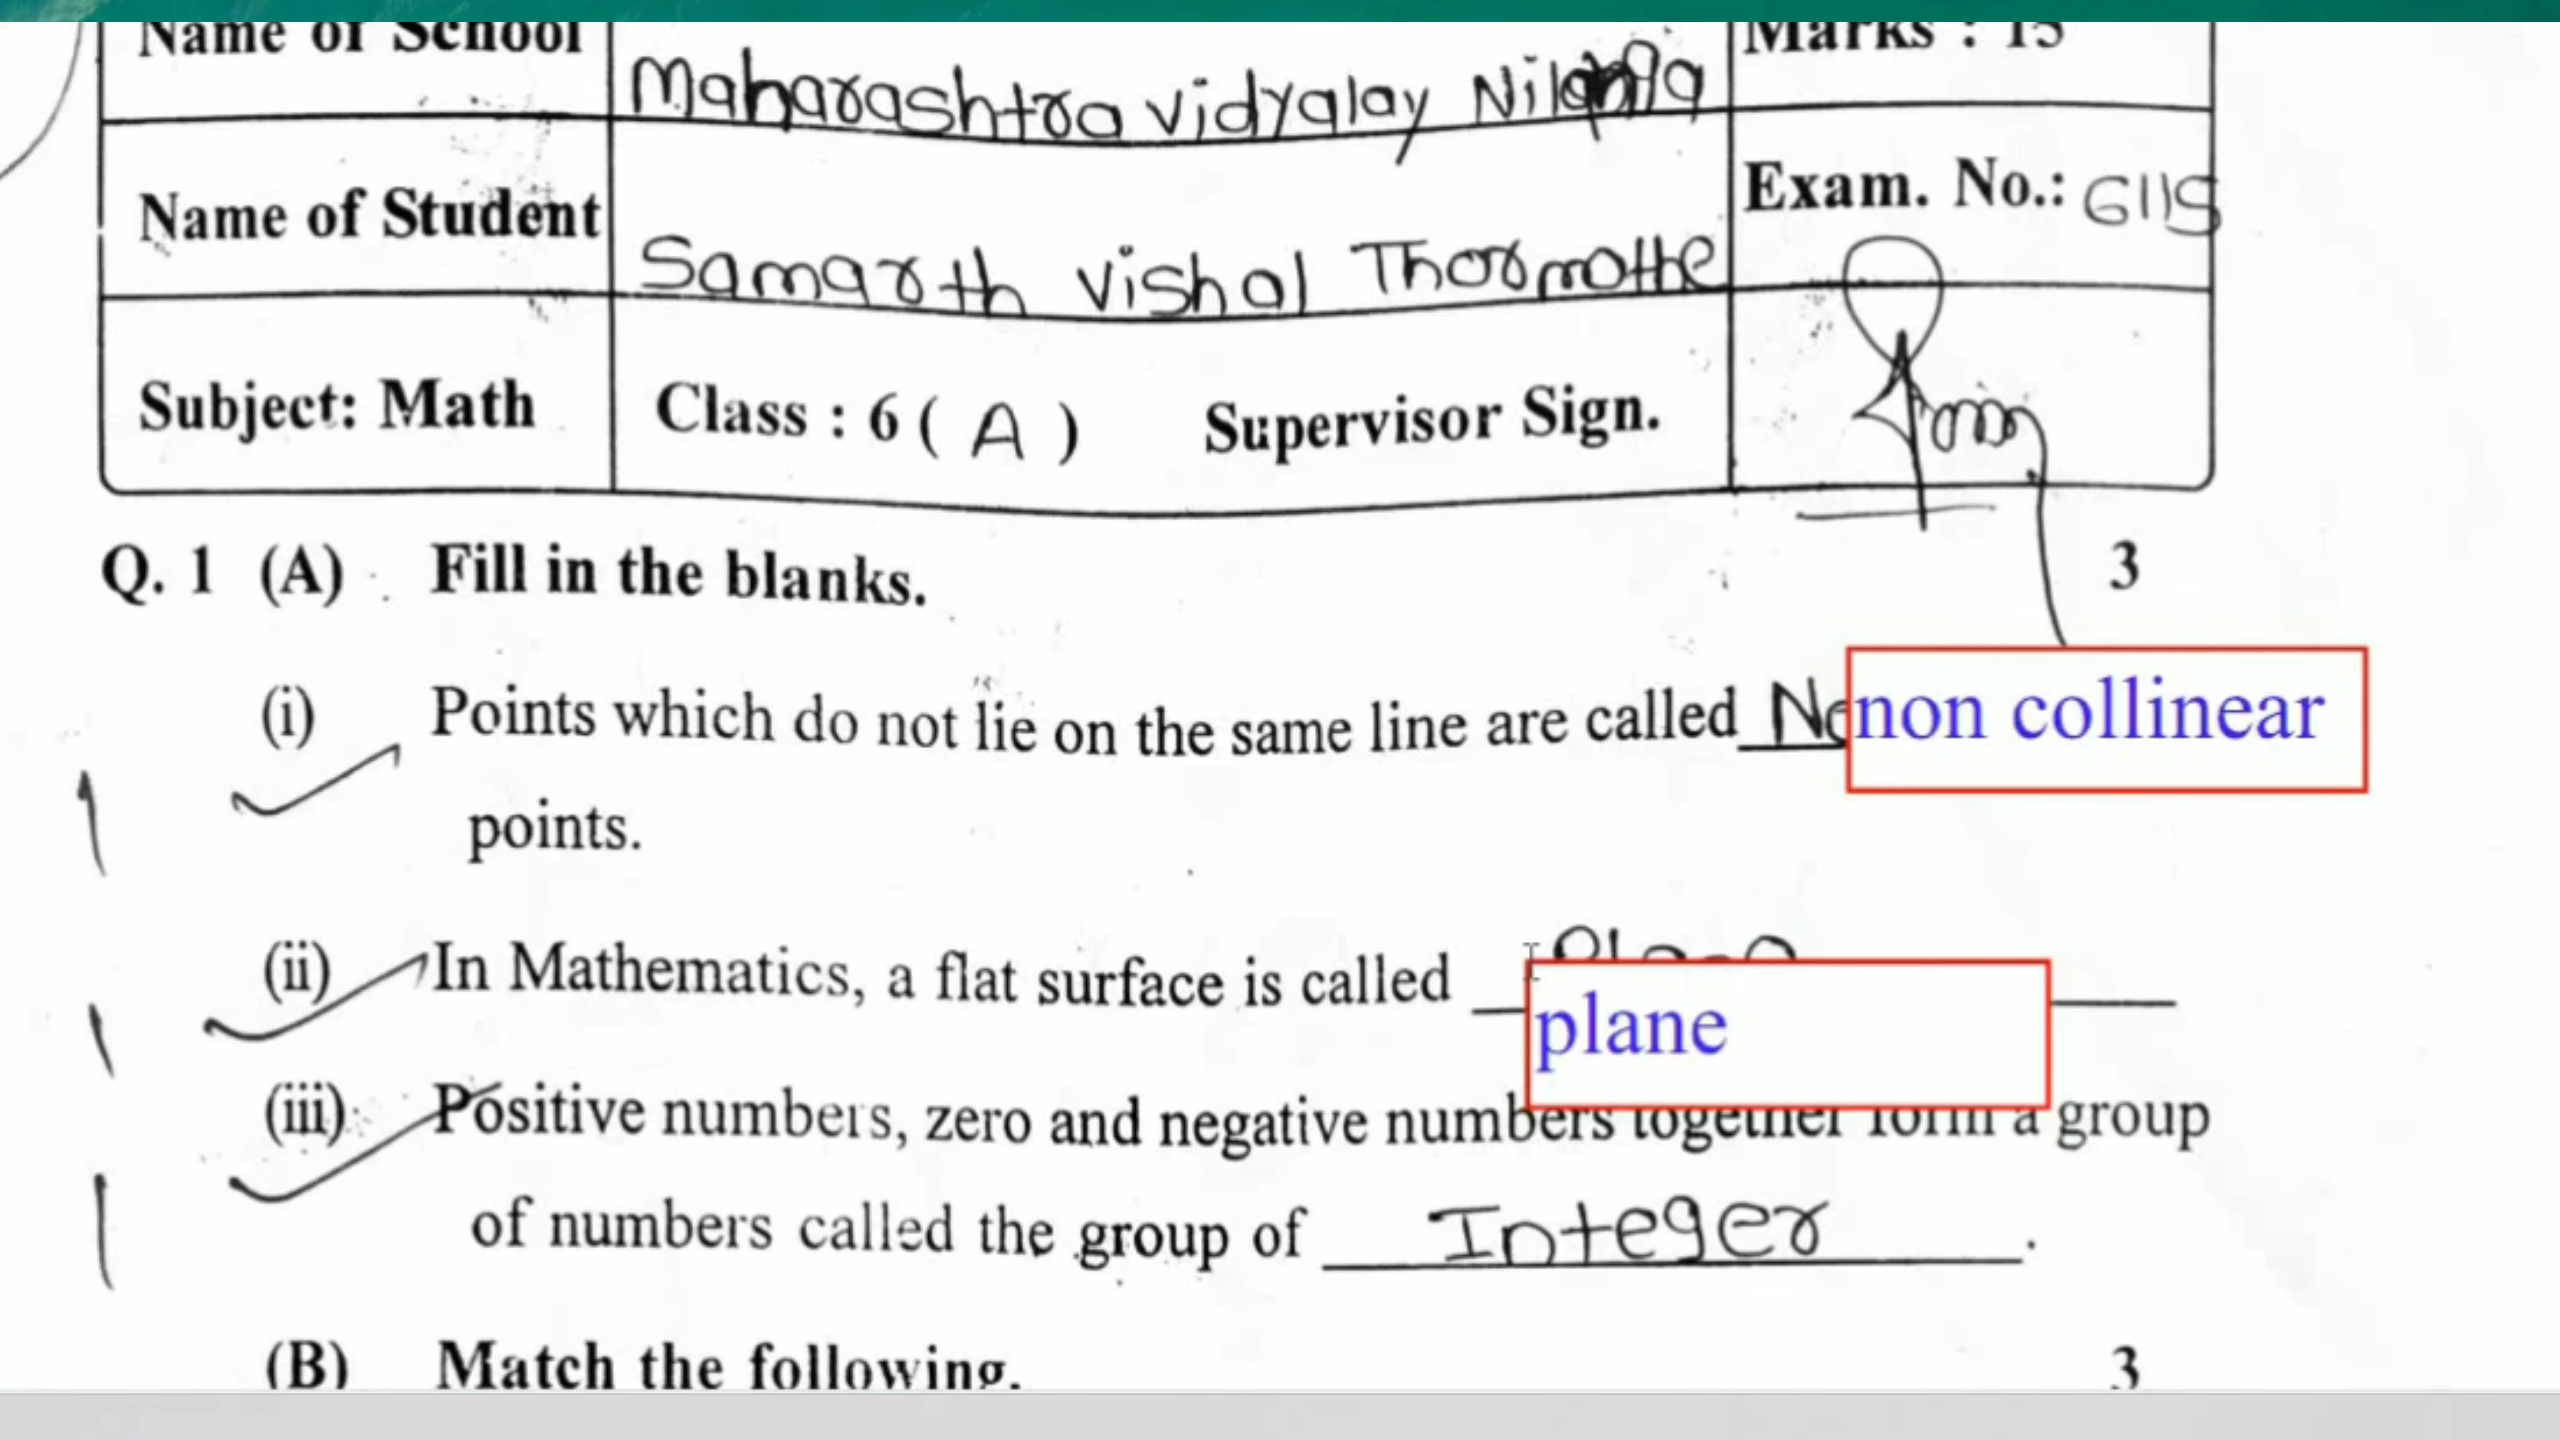 Name of School
Marks : 15
Maharashtra Vidyalay
Name of Student
Samarth Vishal
Exam. No.: 6115
Subject: Math
Class : 6 ( A )
Supervisor Sign.
Q. 1 (A) Fill in the blanks. 3
(i) Points which do not lie on the same line are called non collinear
points.
1
(ii) In Mathematics, a flat surface is called plane
1
(iii) Positive numbers, zero and negative numbers together form a group
of numbers called the group of Integer .
1
(B) Match the following. 3